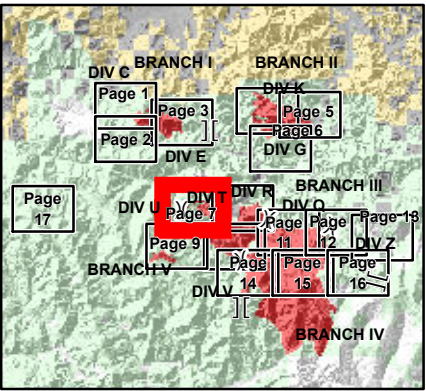 BRANCH I
BRANCH II
DIV C
DIV K
Page 1
Page 3
Page 5
Page 6
Page 2
DIV G
DIV E
BRANCH III
DIV T
DIV R
Page
17
DIV U
Page 7
DIV O
Page 13
Page
11
Page
12
Page 9
DIV Z
BRANCH V
Page
14
Page
15
Page
16
DIV V
BRANCH IV